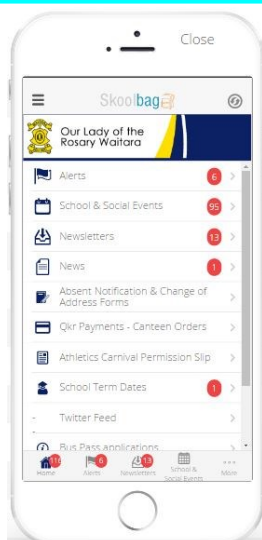 Close
Skoolbag
Our Lady of the
Rosary Waitara
Alerts 6
School & Social Events 95
Newsletters 13
News 1
Absent Notification & Change of
Address Forms
Qkr Payments - Canteen Orders
Athletics Carnival Permission Slip
School Term Dates 1
Twitter Feed
Bus Pass applications
116 6 13
Home Alerts Newsletters School &
Social Events More